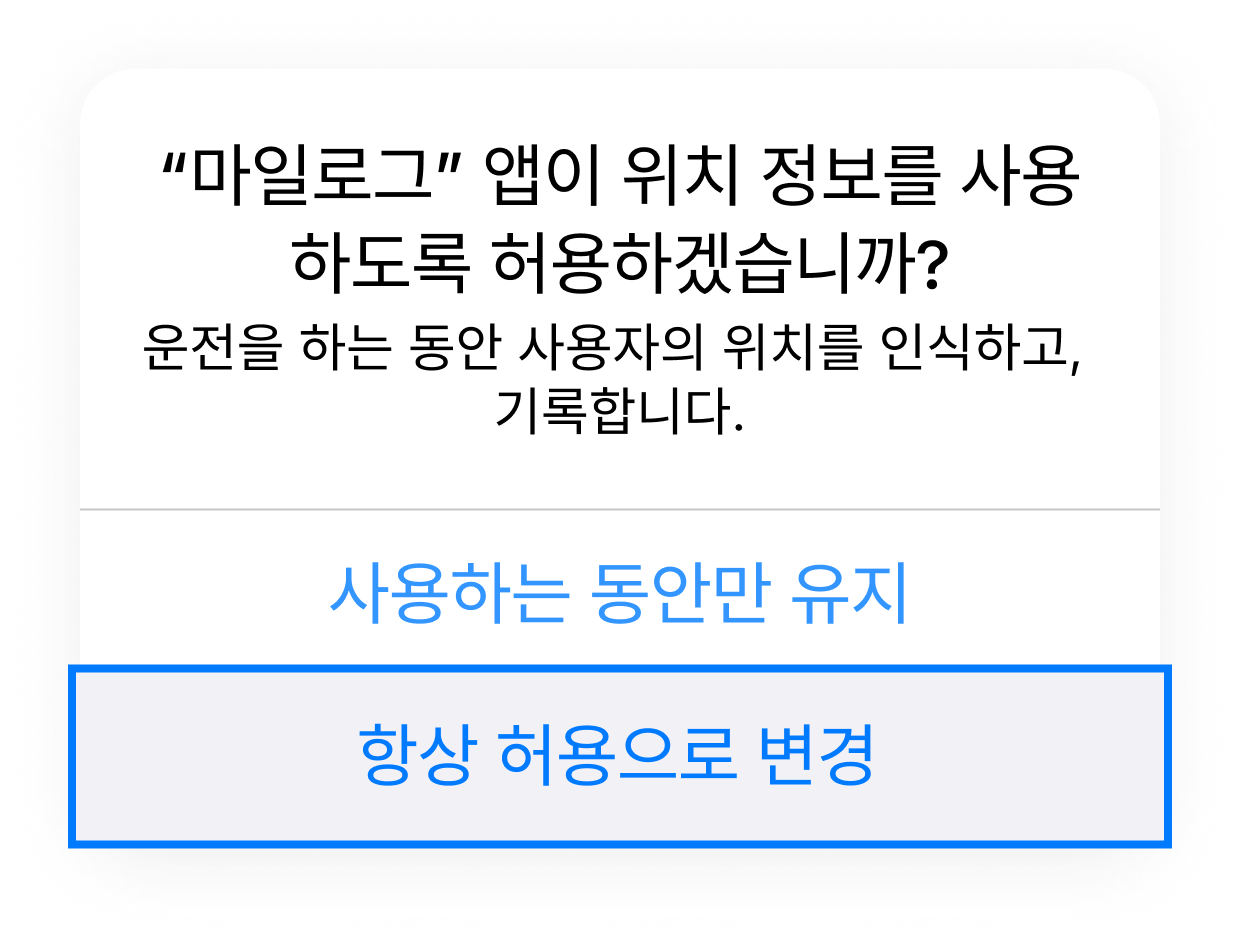 “마일로그” 앱이 위치 정보를 사용
하도록 허용하겠습니까?
운전을 하는 동안 사용자의 위치를 인식하고,
기록합니다.
사용하는 동안만 유지
항상 허용으로 변경